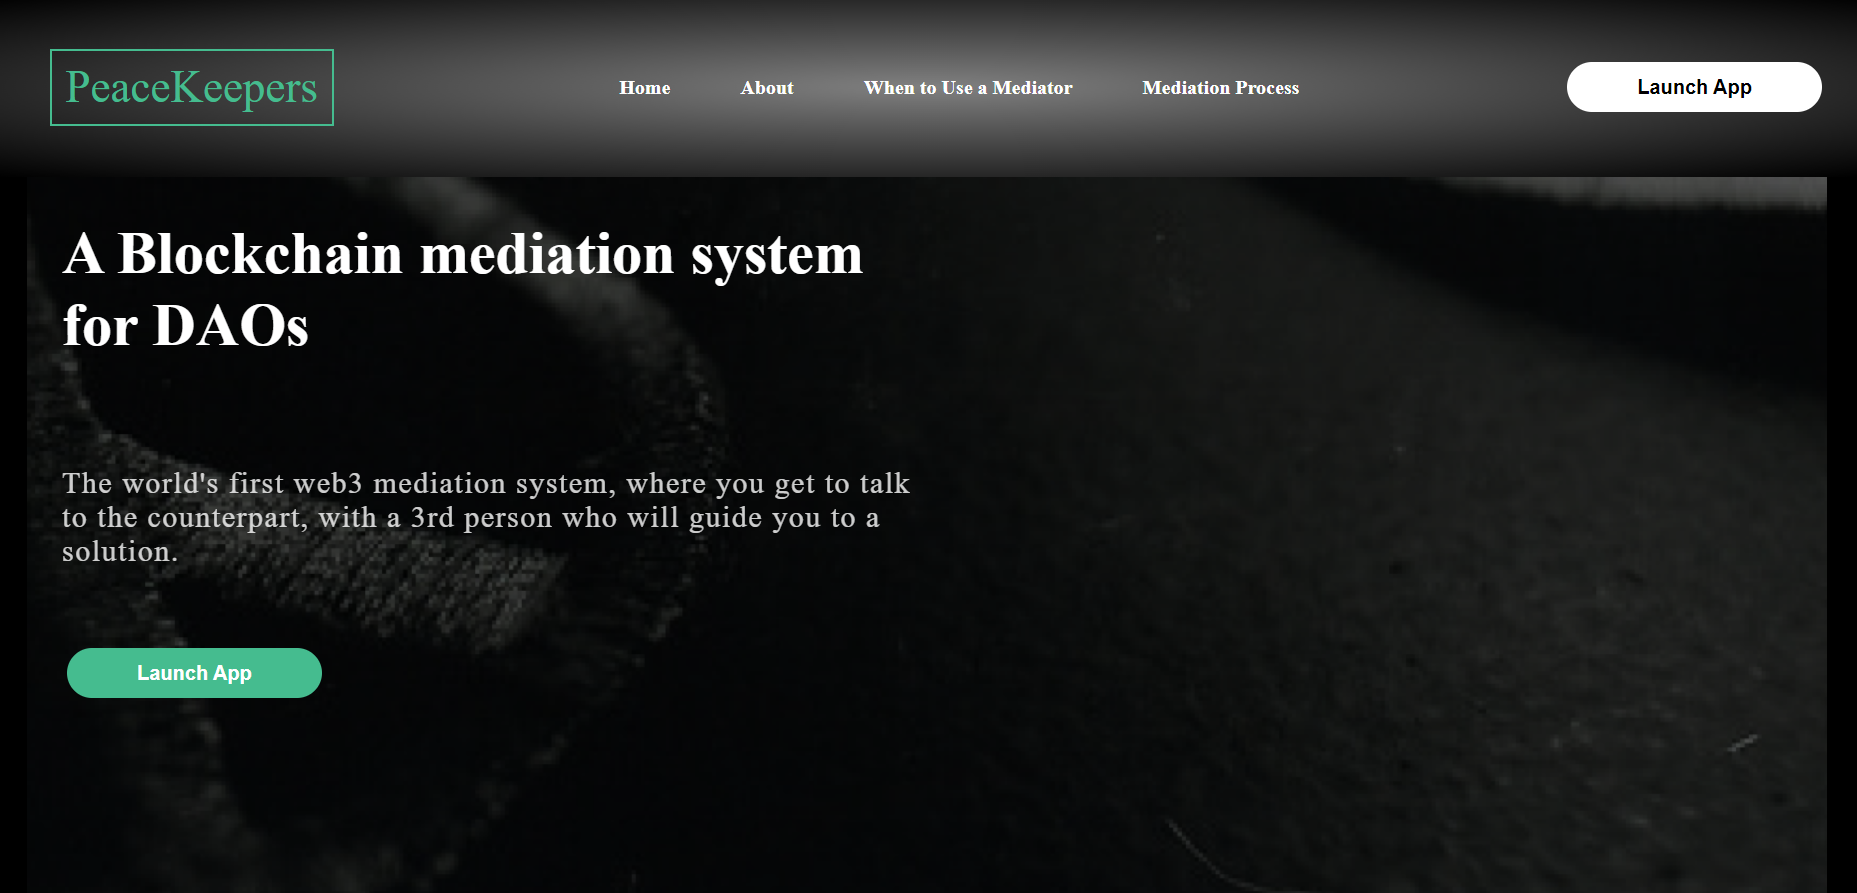 PeaceKeepers
Home
About
When to Use a Mediator
Mediation Process
Launch App
A Blockchain mediation system
for DAOs
The world's first web3 mediation system, where you get to talk
to the counterpart, with a 3rd person who will guide you to a
solution.
Launch App